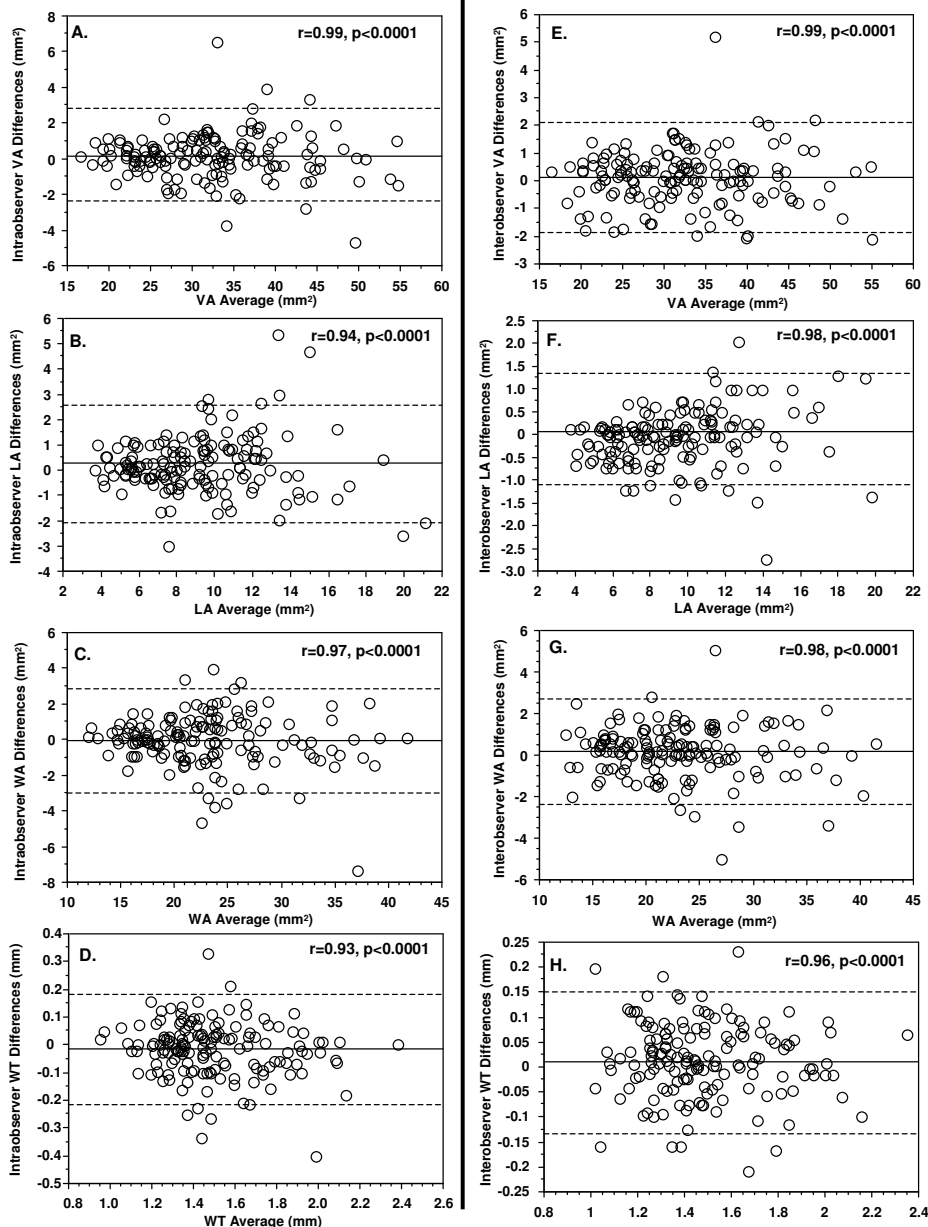 A.
r=0.99, p<0.0001
Intraobserver VA Differences (mm²)
8
6
4
2
0
-2
-4
-6
15 20 25 30 35 40 45 50 55 60
VA Average (mm²)
B.
r=0.94, p<0.0001
Intraobserver LA Differences (mm²)
6
5
4
3
2
1
0
-1
-2
-3
-4
2 4 6 8 10 12 14 16 18 20 22
LA Average (mm²)
C.
r=0.97, p<0.0001
Intraobserver WA Differences (mm²)
6
4
2
0
-2
-4
-6
-8
10 15 20 25 30 35 40 45
WA Average (mm²)
D.
r=0.93, p<0.0001
Intraobserver WT Differences (mm)
0.4
0.3
0.2
0.1
0
-0.1
-0.2
-0.3
-0.4
-0.5
0.8 1.0 1.2 1.4 1.6 1.8 2.0 2.2 2.4 2.6
WT Average (mm)
E.
r=0.99, p<0.0001
Interobserver VA Differences (mm²)
6
5
4
3
2
1
0
-1
-2
-3
15 20 25 30 35 40 45 50 55 60
VA Average (mm²)
F.
r=0.98, p<0.0001
Interobserver LA Differences (mm²)
2.5
2.0
1.5
1.0
0.5
0
-0.5
-1.0
-1.5
-2.0
-2.5
-3.0
2 4 6 8 10 12 14 16 18 20 22
LA Average (mm²)
G.
r=0.98, p<0.0001
Interobserver WA Differences (mm²)
6
4
2
0
-2
-4
-6
10 15 20 25 30 35 40 45
WA Average (mm²)
H.
r=0.96, p<0.0001
Interobserver WT Differences (mm)
0.25
0.2
0.15
0.10
0.05
0.00
-0.05
-0.1
-0.15
-0.2
-0.25
0.8 1 1.2 1.4 1.6 1.8 2 2.2 2.4